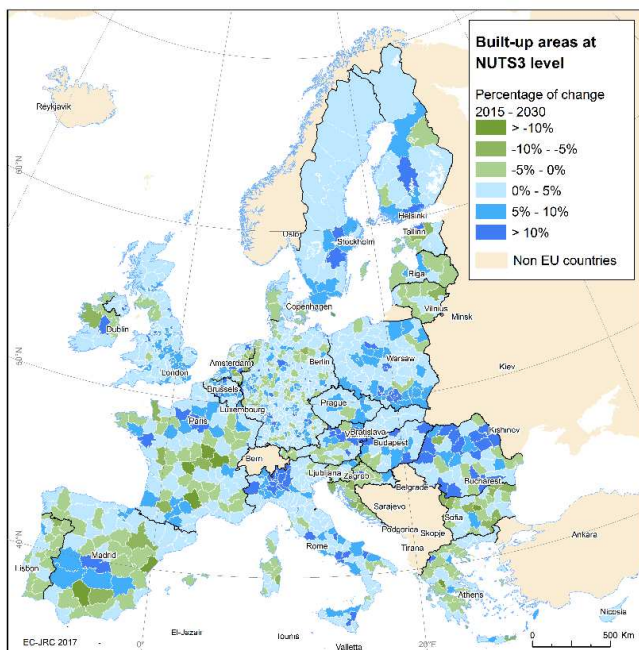 Built-up areas at
NUTS3 level
Percentage of change
2015 - 2030
> -10%
-10% - -5%
-5% - 0%
0% - 5%
5% - 10%
> 10%
Non EU countries
Reykjavik
60°N
Oslo
Helsinki
Stockholm
Tallinn
Riga
Copenhagen
Vilnius
Minsk
Dublin
50°N
London
Amsterdam
Berlin
Warsaw
Brussels
Kiev
Luxembourg
Prague
Paris
Bratislava
Kishinov
Bern
Budapest
Ljubljana
Zagreb
Bucharest
Belgrade
Sarajevo
Sofia
Podgorica
Skopje
Ankara
40°N
Madrid
Rome
Tirana
Lisbon
Athens
Nicosia
EC-JRC 2017
0°
El-Jazair
Valletta
20°E
0
500 Km